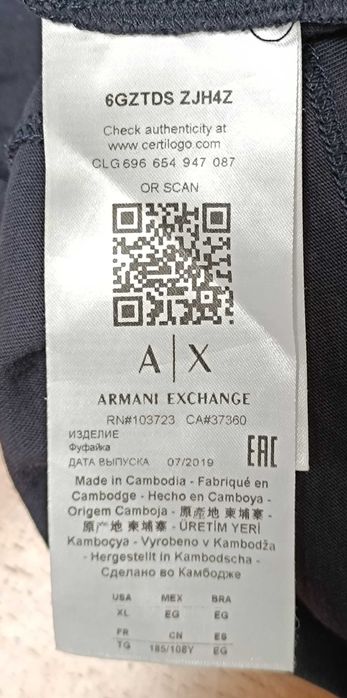 6GZTDS ZJH4Z
Check authenticity at
www.certilogo.com
CLG 696 654 947 087
OR SCAN
A|X
ARMANI EXCHANGE
RN#103723 CA#37360
ИЗДЕЛИЕ
Фуфайка
ДАТА ВЫПУСКА 07/2019
EAC
Made in Cambodia - Fabriqué en
Cambodge - Hecho en Camboya -
Origem Camboja - 原產地 柬埔寨 -
原产地 柬埔寨 - ÜRETİM YERİ
Kamboçya - Vyrobeno v Kambodža
- Hergestellt in Kambodscha -
Сделано во Камбодже
USA MEX BRA
XL EG EG
FR CN ES
TG 185/108Y EG